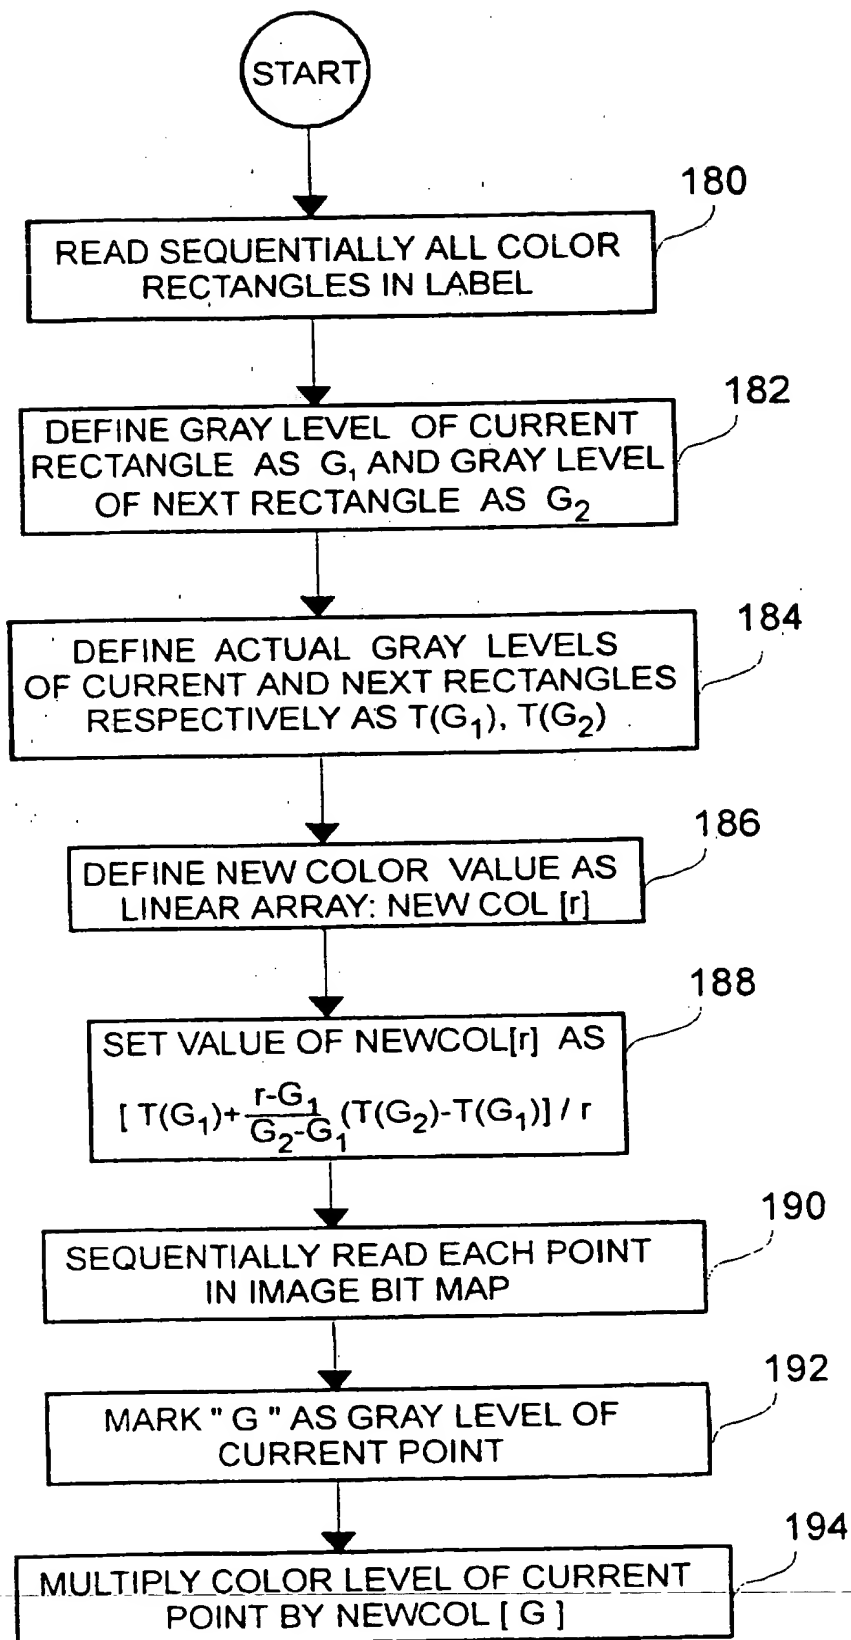 START
180
READ SEQUENTIALLY ALL COLOR
RECTANGLES IN LABEL
182
DEFINE GRAY LEVEL OF CURRENT
RECTANGLE AS G₁ AND GRAY LEVEL
OF NEXT RECTANGLE AS G₂
184
DEFINE ACTUAL GRAY LEVELS
OF CURRENT AND NEXT RECTANGLES
RESPECTIVELY AS T(G₁), T(G₂)
186
DEFINE NEW COLOR VALUE AS
LINEAR ARRAY: NEW COL [r]
188
SET VALUE OF NEWCOL[r] AS
[ T(G₁)+ r-G₁ / G₂-G₁ (T(G₂)-T(G₁)] / r
190
SEQUENTIALLY READ EACH POINT
IN IMAGE BIT MAP
192
MARK " G " AS GRAY LEVEL OF
CURRENT POINT
194
MULTIPLY COLOR LEVEL OF CURRENT
POINT BY NEWCOL [ G ]